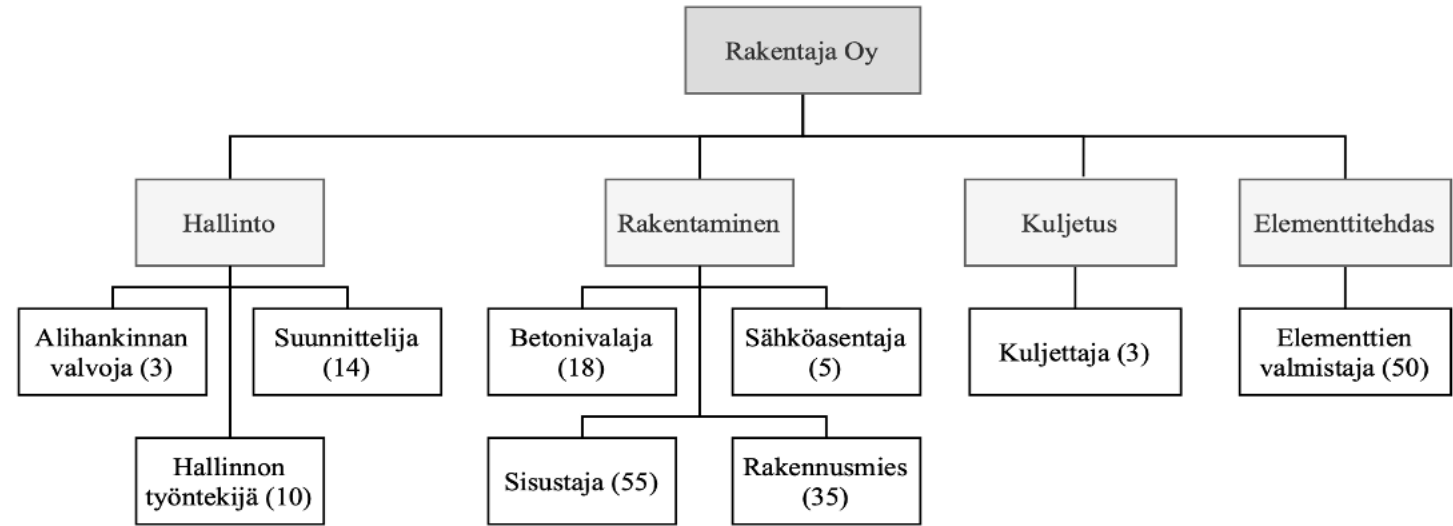 Rakentaja Oy
Hallinto
Rakentaminen
Kuljetus
Elementtitehdas
Alihankinnan
valvoja (3)
Suunnittelija
(14)
Betonivalaja
(18)
Sähköasentaja
(5)
Kuljettaja (3)
Elementtien
valmistaja (50)
Hallinnon
työntekijä (10)
Sisustaja (55)
Rakennusmies
(35)